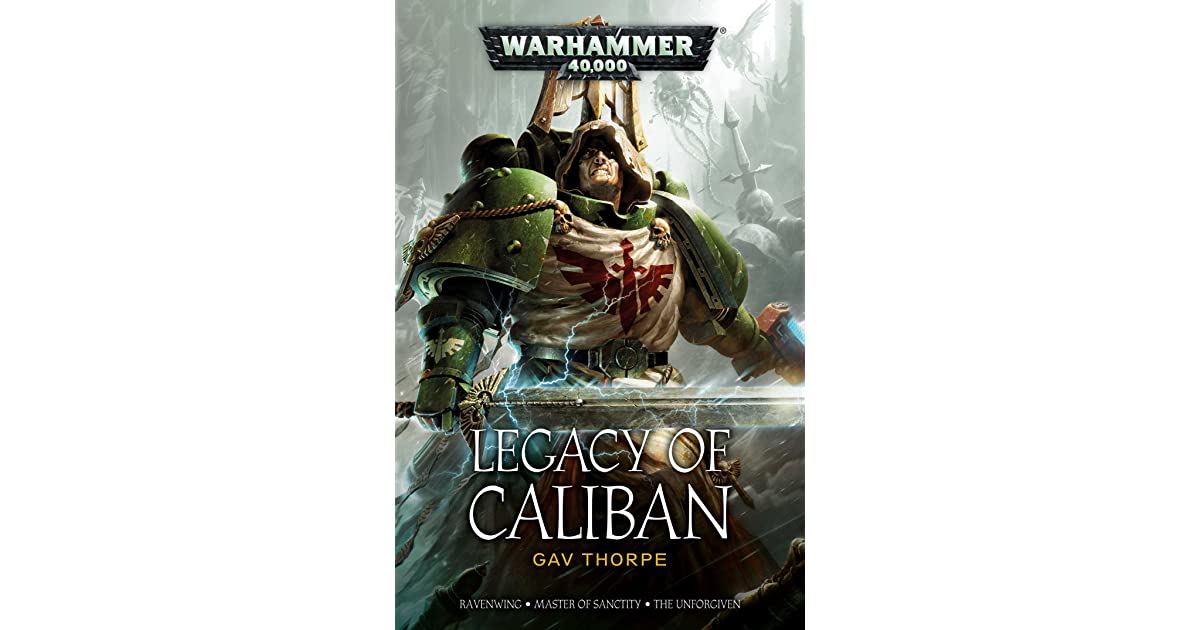 WARHAMMER®
40,000
LEGACY OF
CALIBAN
GAV THORPE
RAVENWING • MASTER OF SANCTITY • THE UNFORGIVEN